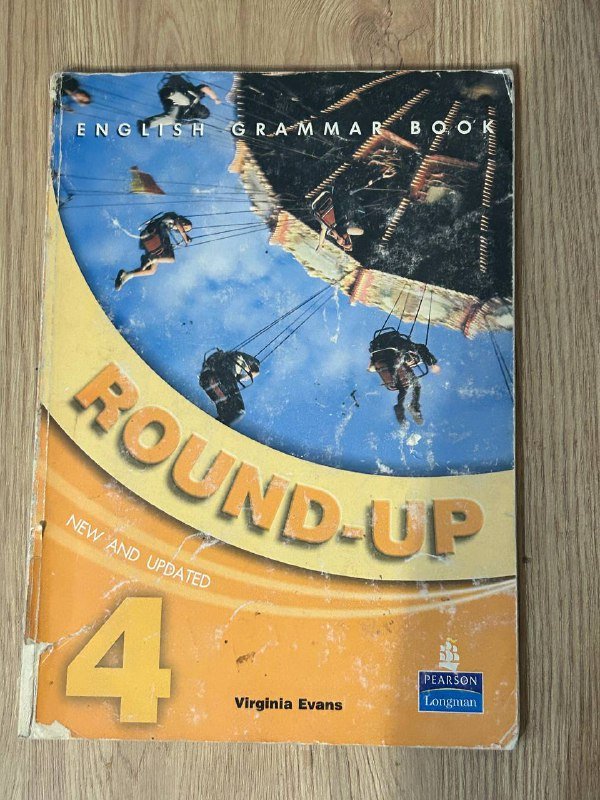 ENGLISH GRAMMAR BOOK
ROUND-UP
NEW AND UPDATED
4
Virginia Evans
PEARSON
Longman